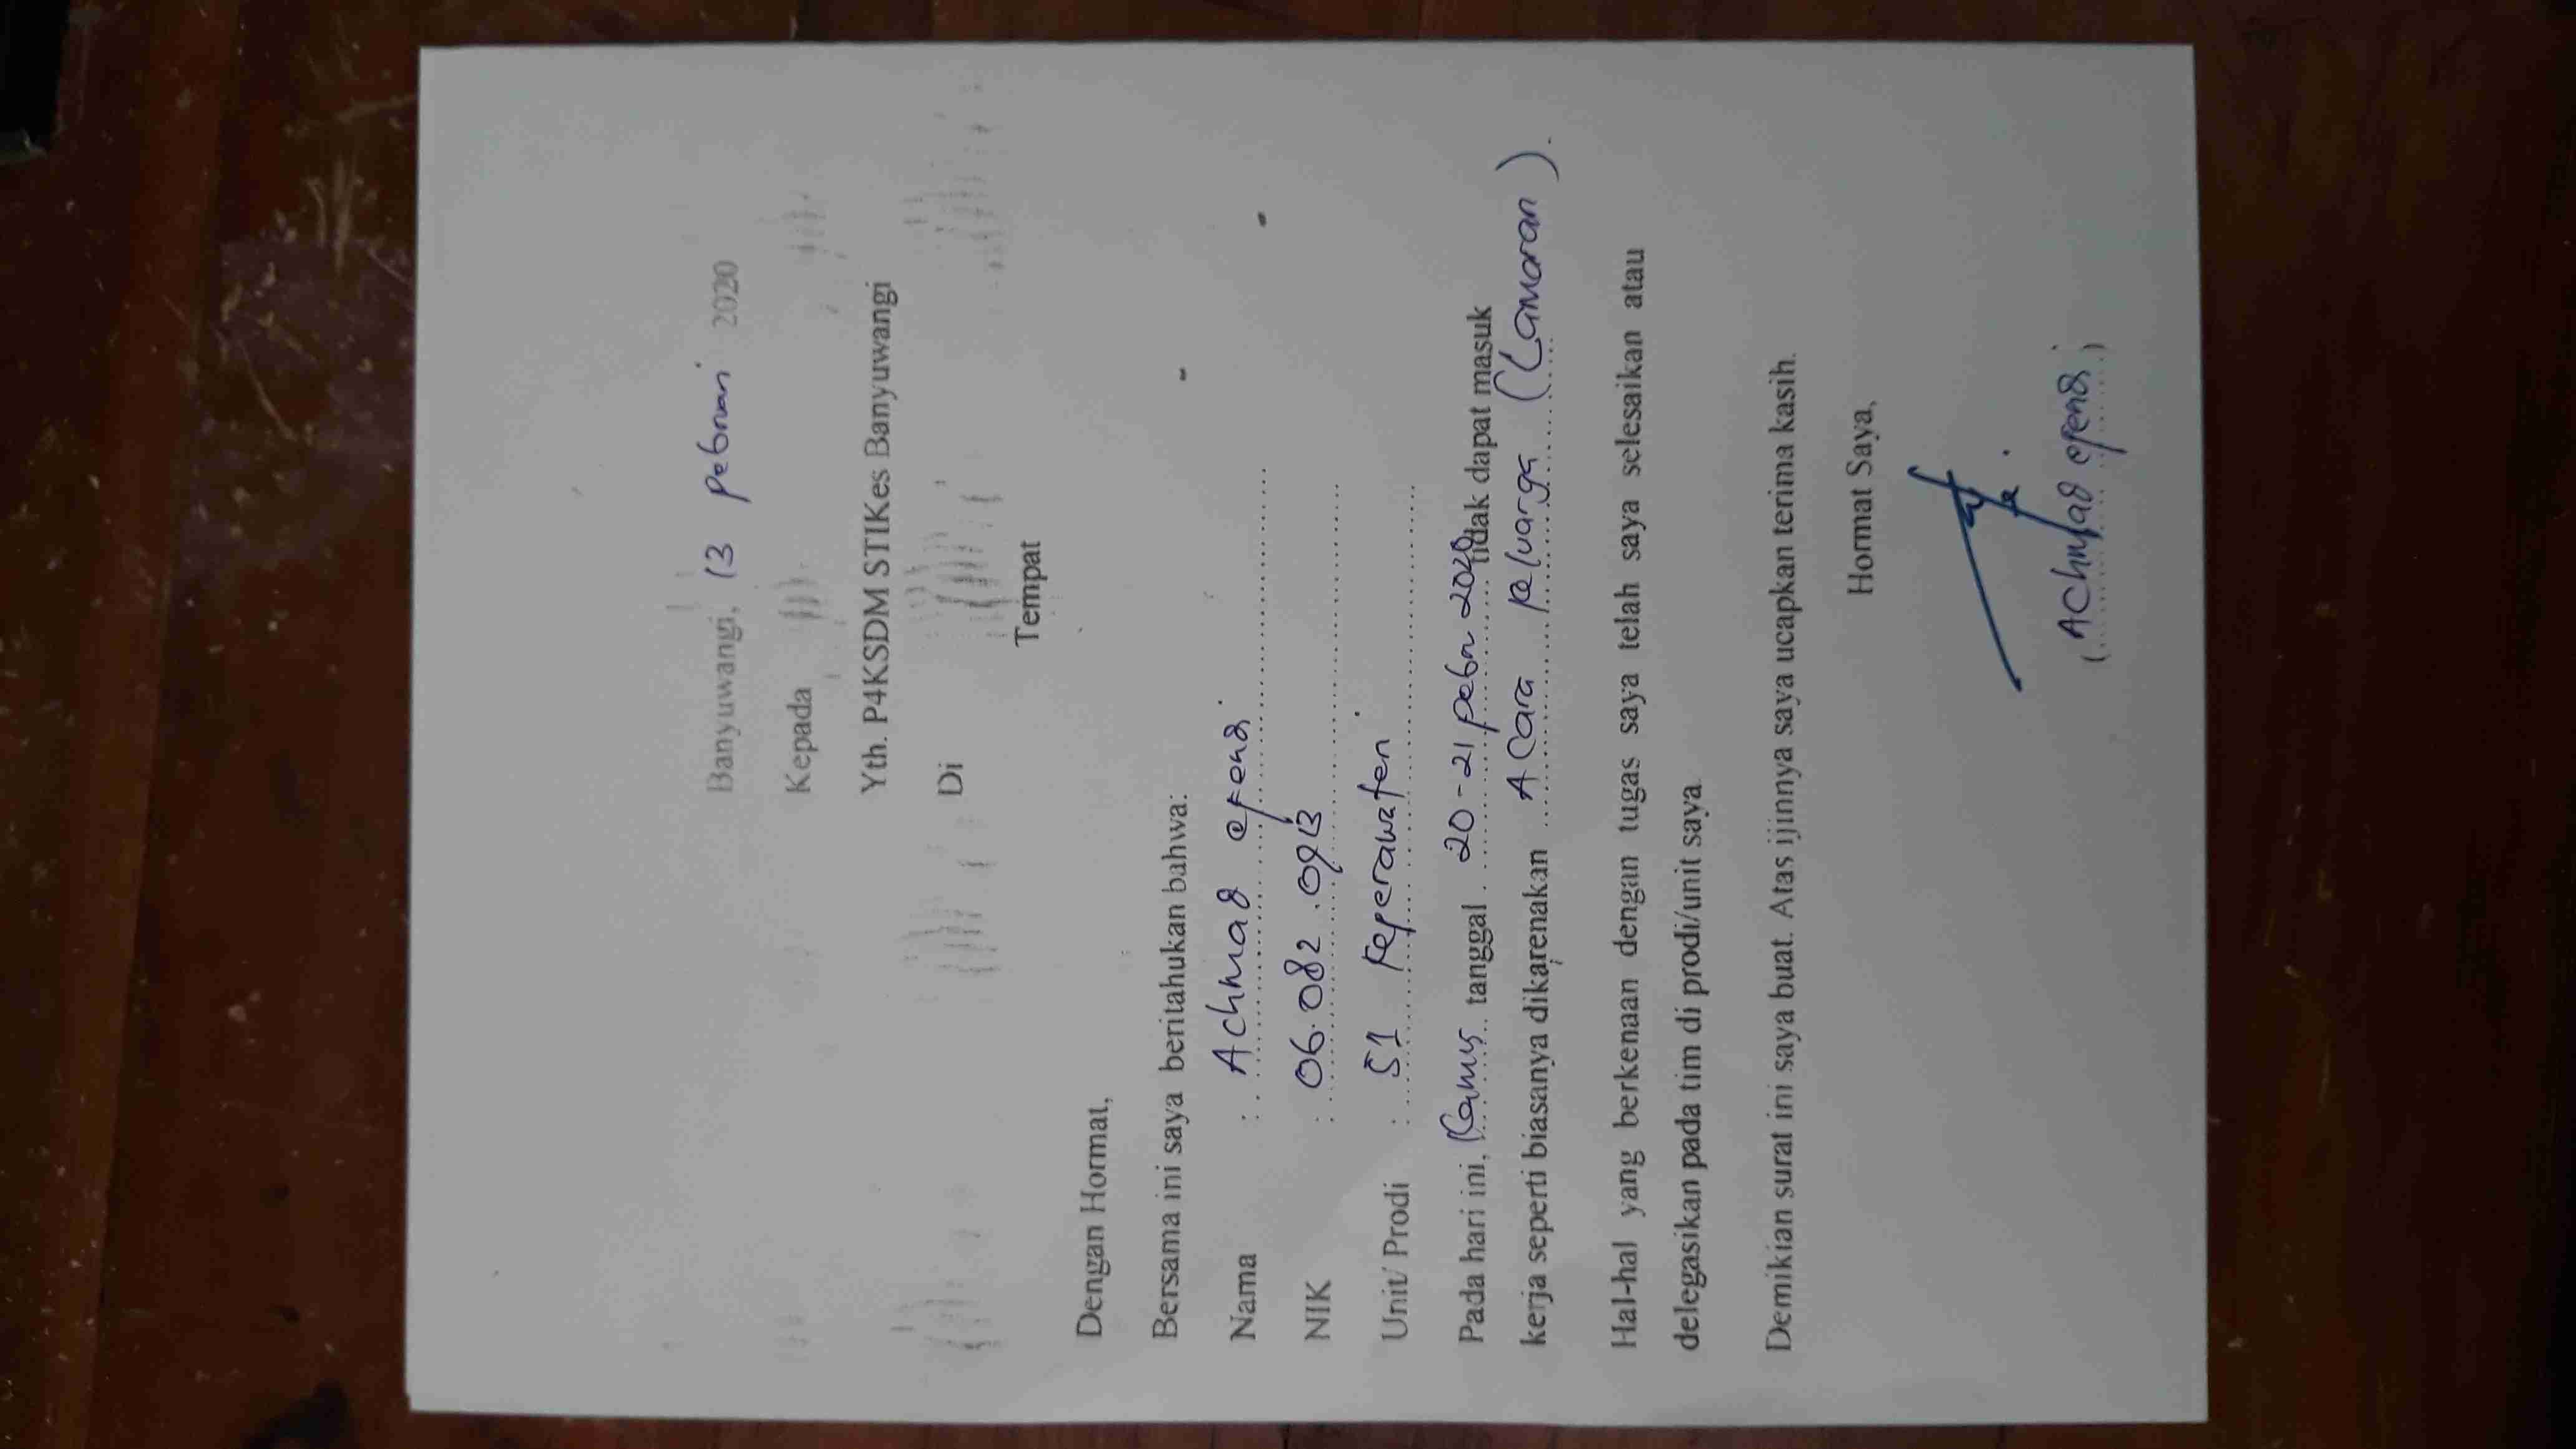 Banyuwangi, 13 Pebruari 2020
Kepada
Yth. P4KSDM STIKes Banyuwangi
Di
Tempat
Dengan Hormat,
Bersama ini saya beritahukan bahwa:
Nama : Achmad efendi
NIK : 06.082.0913
Unit/ Prodi : S1 Keperawatan
Pada hari ini, Kamis tanggal 20-21 pebr 2020 tidak dapat masuk
kerja seperti biasanya dikarenakan Acara Keluarga (Lamaran).
Hal-hal yang berkenaan dengan tugas saya telah saya selesaikan atau
delegasikan pada tim di prodi/unit saya.
Demikian surat ini saya buat. Atas ijinnya saya ucapkan terima kasih.
Hormat Saya,
(Achmad efendi)